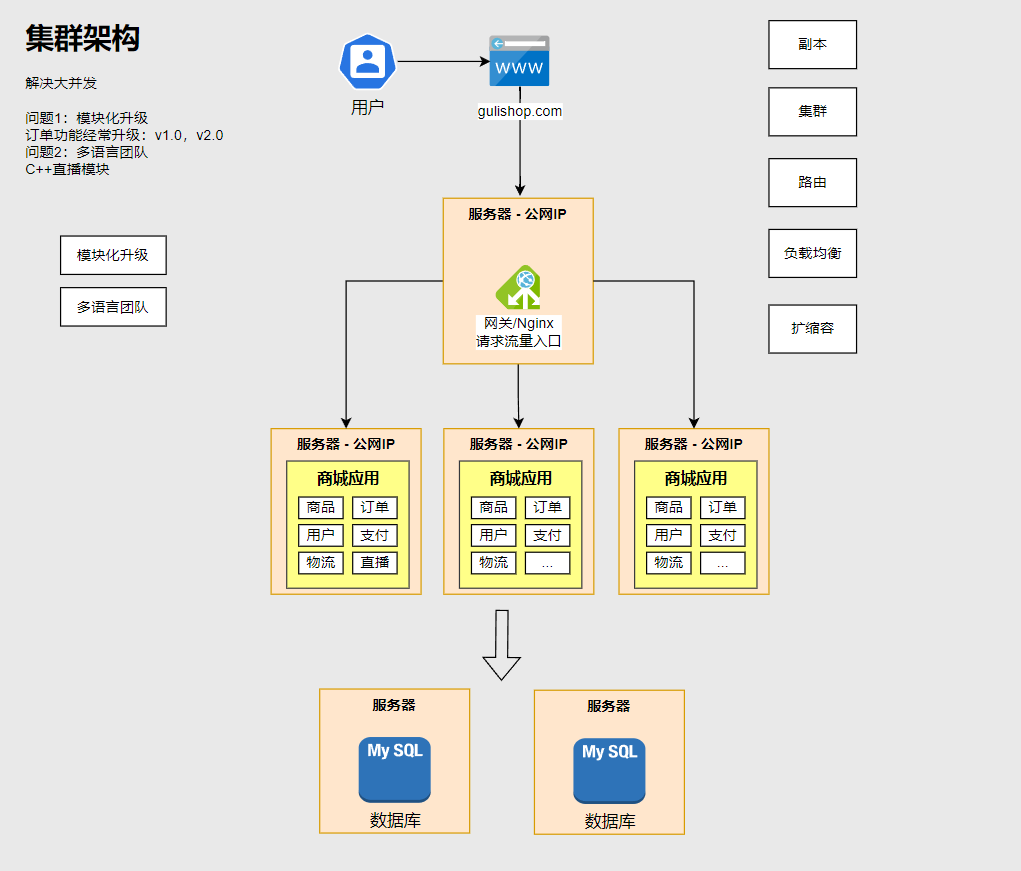 集群架构
解决大并发
问题1：模块化升级
订单功能经常升级：v1.0，v2.0
问题2：多语言团队
C++直播模块
模块化升级
多语言团队
用户
WWW
gulishop.com
副本
集群
路由
负载均衡
扩缩容
服务器 - 公网IP
网关/Nginx
请求流量入口
服务器 - 公网IP
商城应用
商品
订单
用户
支付
物流
直播
服务器 - 公网IP
商城应用
商品
订单
用户
支付
物流
...
服务器 - 公网IP
商城应用
商品
订单
用户
支付
物流
...
服务器
My SQL
数据库
服务器
My SQL
数据库